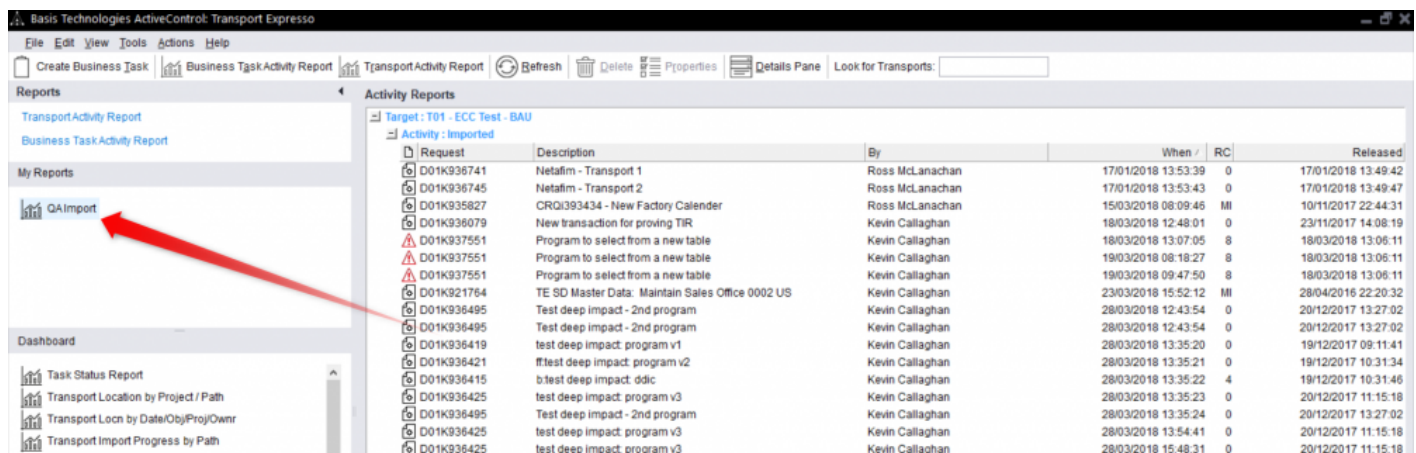 Basis Technologies ActiveControl: Transport Expresso
File Edit View Tools Actions Help
Create Business Task Business Task Activity Report Transport Activity Report Refresh Delete Properties Details Pane Look for Transports:
Reports
Transport Activity Report
Business Task Activity Report
My Reports
QA Import
Dashboard
Task Status Report
Transport Location by Project / Path
Transport Locn by Date/Obj/Proj/Ownr
Transport Import Progress by Path
Activity Reports
Target : T01 - ECC Test - BAU
Activity : Imported
Request Description By When / RC Released
D01K936741 Netafim - Transport 1 Ross McLanachan 17/01/2018 13:53:39 0 17/01/2018 13:49:42
D01K936745 Netafim - Transport 2 Ross McLanachan 17/01/2018 13:53:43 0 17/01/2018 13:49:47
D01K935827 CRQi393434 - New Factory Calender Ross McLanachan 15/03/2018 08:09:46 MI 10/11/2017 22:44:31
D01K936079 New transaction for proving TIR Kevin Callaghan 18/03/2018 12:48:01 0 23/11/2017 14:08:19
D01K937551 Program to select from a new table Kevin Callaghan 18/03/2018 13:07:05 8 18/03/2018 13:06:11
D01K937551 Program to select from a new table Kevin Callaghan 19/03/2018 08:18:27 8 18/03/2018 13:06:11
D01K937551 Program to select from a new table Kevin Callaghan 19/03/2018 09:47:50 8 18/03/2018 13:06:11
D01K921764 TE SD Master Data: Maintain Sales Office 0002 US Kevin Callaghan 23/03/2018 15:52:12 MI 28/04/2016 22:20:32
D01K936495 Test deep impact - 2nd program Kevin Callaghan 28/03/2018 12:43:54 0 20/12/2017 13:27:02
D01K936495 Test deep impact - 2nd program Kevin Callaghan 28/03/2018 12:43:54 0 20/12/2017 13:27:02
D01K936419 test deep impact: program v1 Kevin Callaghan 28/03/2018 13:35:20 0 19/12/2017 09:11:41
D01K936421 ff:test deep impact: program v2 Kevin Callaghan 28/03/2018 13:35:21 0 19/12/2017 10:31:34
D01K936415 b:test deep impact: ddic Kevin Callaghan 28/03/2018 13:35:22 4 19/12/2017 10:31:46
D01K936425 test deep impact: program v3 Kevin Callaghan 28/03/2018 13:35:23 0 20/12/2017 11:15:18
D01K936495 Test deep impact - 2nd program Kevin Callaghan 28/03/2018 13:35:24 0 20/12/2017 13:27:02
D01K936425 test deep impact: program v3 Kevin Callaghan 28/03/2018 13:54:41 0 20/12/2017 11:15:18
D01K936425 test deep impact: program v3 Kevin Callaghan 28/03/2018 15:48:31 0 20/12/2017 11:15:18